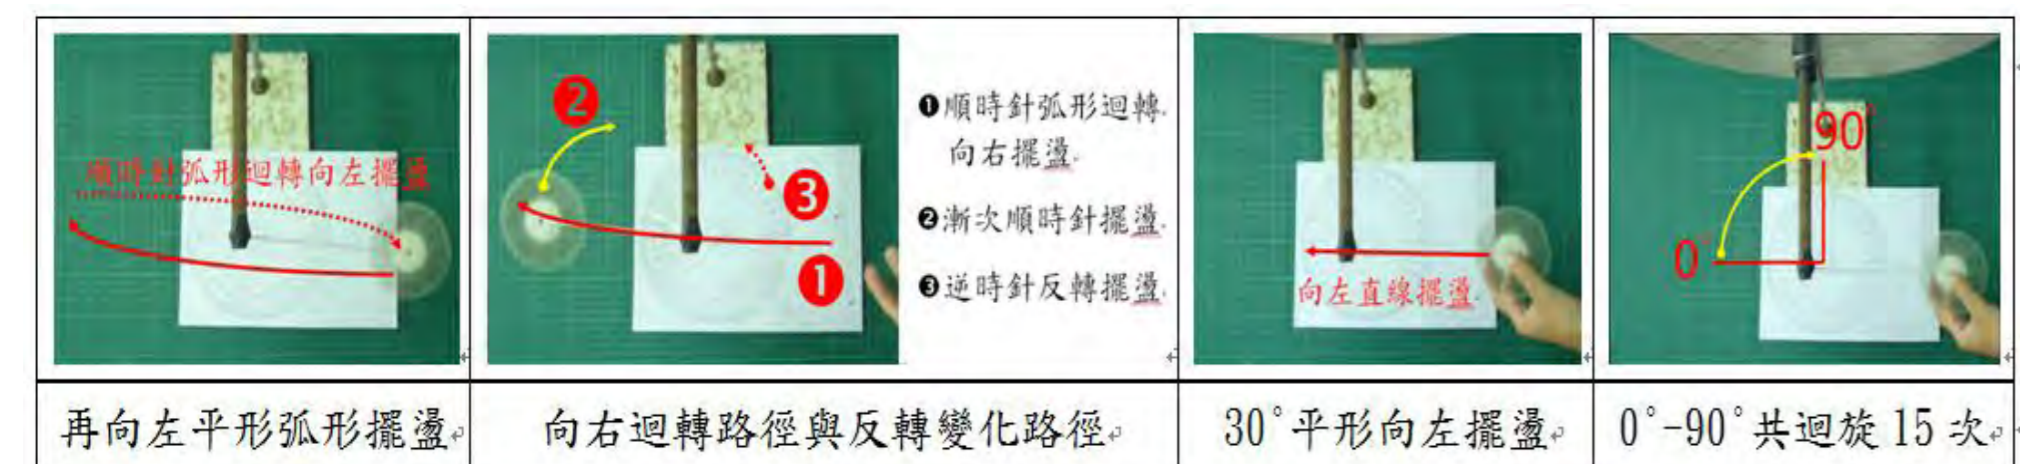 順時針弧形迴轉向左擺盪
2
3
1
❶順時針弧形迴轉.
向右擺盪.
❷漸次順時針擺盪.
❸逆時針反轉擺盪.
向左直線擺盪.
90°
0°
再向左平形弧形擺盪
向右迴轉路徑與反轉變化路徑
30°平形向左擺盪
0°-90°共迴旋15次